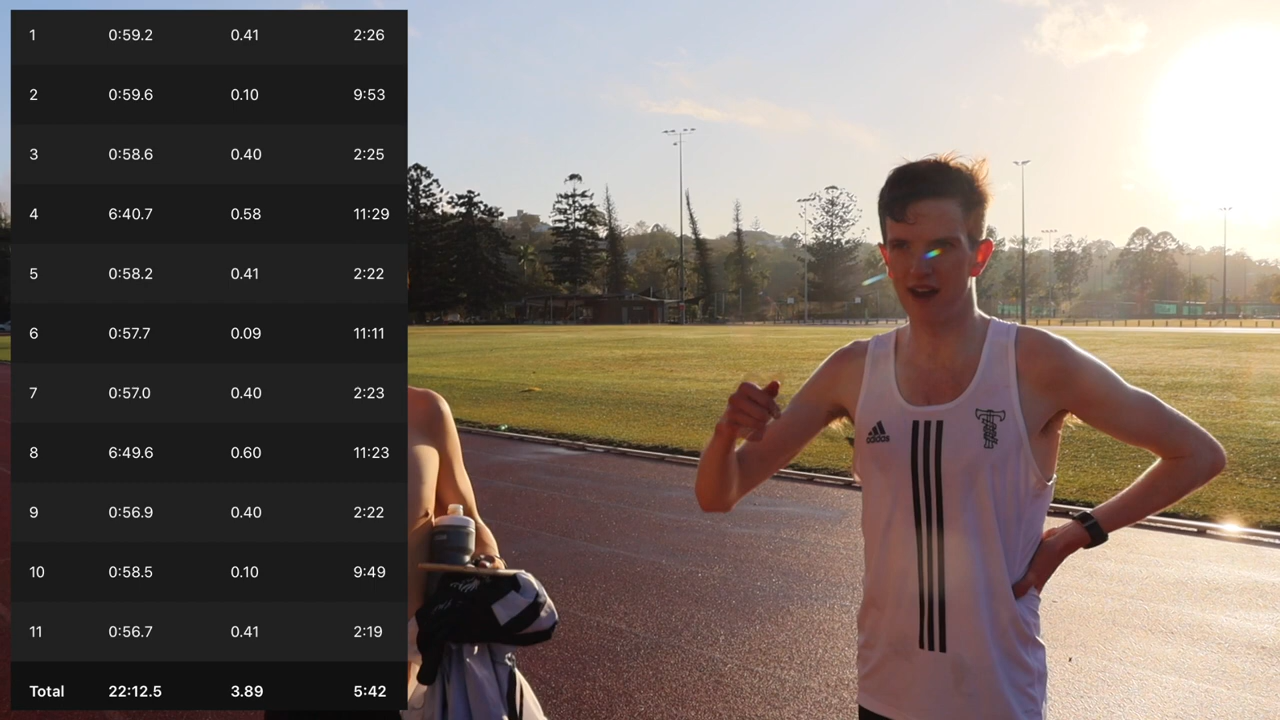 1 0:59.2 0.41 2:26
2 0:59.6 0.10 9:53
3 0:58.6 0.40 2:25
4 6:40.7 0.58 11:29
5 0:58.2 0.41 2:22
6 0:57.7 0.09 11:11
7 0:57.0 0.40 2:23
8 6:49.6 0.60 11:23
9 0:56.9 0.40 2:22
10 0:58.5 0.10 9:49
11 0:56.7 0.41 2:19
Total 22:12.5 3.89 5:42
adidas